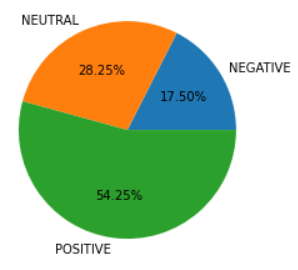 NEUTRAL
NEGATIVE
28.25%
17.50%
54.25%
POSITIVE